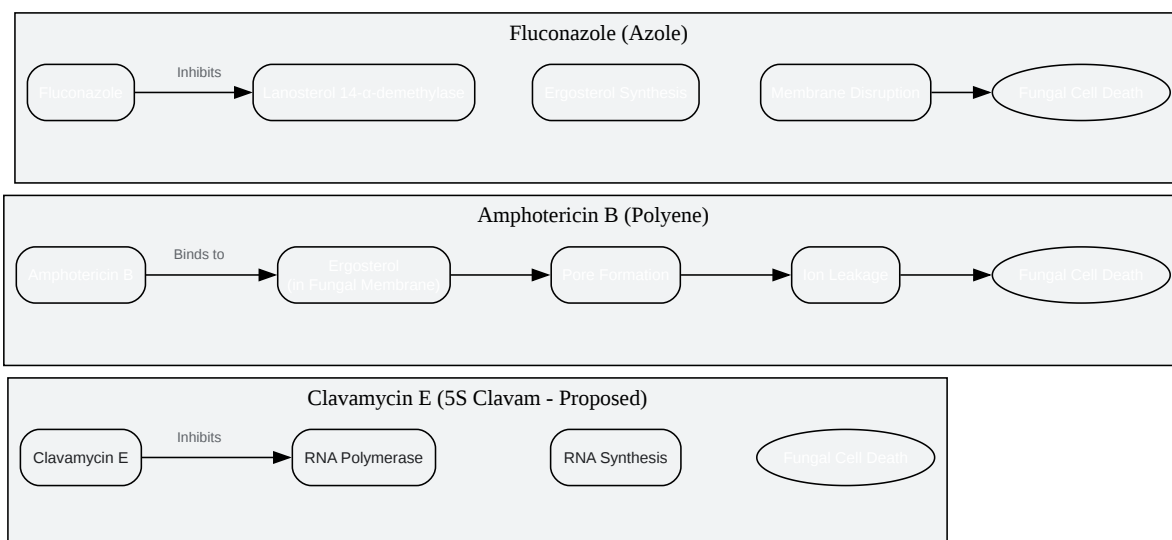 Fluconazole (Azole)
Fluconazole
Inhibits
Lanosterol 14-α-demethylase
Ergosterol Synthesis
Membrane Disruption
Fungal Cell Death
Amphotericin B (Polyene)
Amphotericin B
Binds to
Ergosterol
(in Fungal Membrane)
Pore Formation
Ion Leakage
Fungal Cell Death
Clavamycin E (5S Clavam - Proposed)
Clavamycin E
Inhibits
RNA Polymerase
RNA Synthesis
Fungal Cell Death